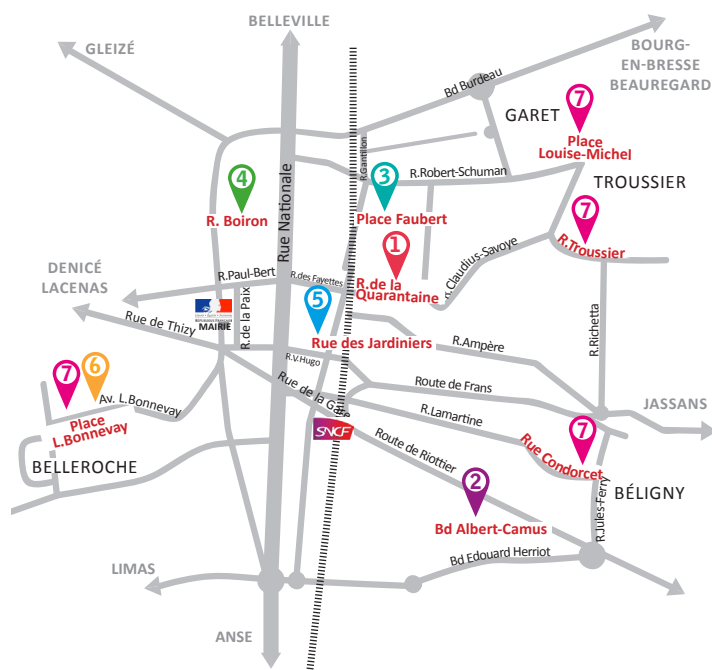 BELLEVILLE
GLEIZÉ
BOURG-
EN-BRESSE
BEAUREGARD
Bd Burdeau
7
GARET
Place
Louise-Michel
R.Gantillon
R.Robert-Schuman
TROUSSIER
4
R. Boiron
Rue Nationale
3
Place Faubert
7
R.Troussier
1
R.de la
Quarantaine
R. Claudius-Savoye
DENICÉ
LACENAS
R.Paul-Bert
R.des Fayettes
MAIRIE
R.de la Paix
Rue de Thizy
5
Rue des Jardiniers
R.Ampère
R.Richetta
R.V.Hugo
7
6
Av. L.Bonnevay
Place
L.Bonnevay
BELLEROCHE
Rue de la Gare
Route de Frans
R.Lamartine
JASSANS
SNCF
Route de Riottier
7
Rue Condorcet
2
Bd Albert-Camus
BÉLIGNY
R.Jules-Ferry
Bd Edouard Herriot
LIMAS
ANSE